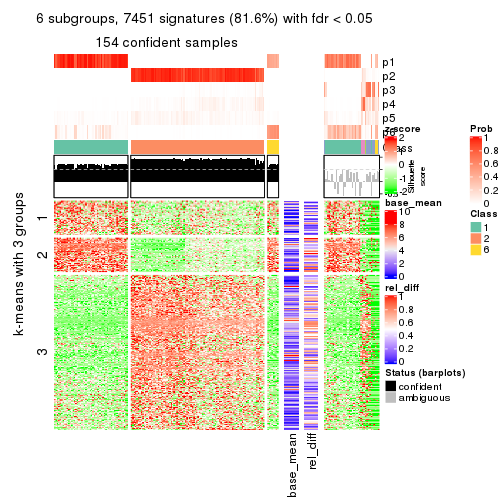 6 subgroups, 7451 signatures (81.6%) with fdr < 0.05
154 confident samples
p1
p2
p3
p4
p5
p6
Class
Silhouette
score
z-score
2
1
0
-1
-2
Prob
1
0.8
0.6
0.4
0.2
0
base_mean
10
8
6
4
2
0
Class
1
2
6
rel_diff
1
0.8
0.6
0.4
0.2
0
Status (barplots)
confident
ambiguous
k-means with 3 groups
1
2
3
base_mean
rel_diff